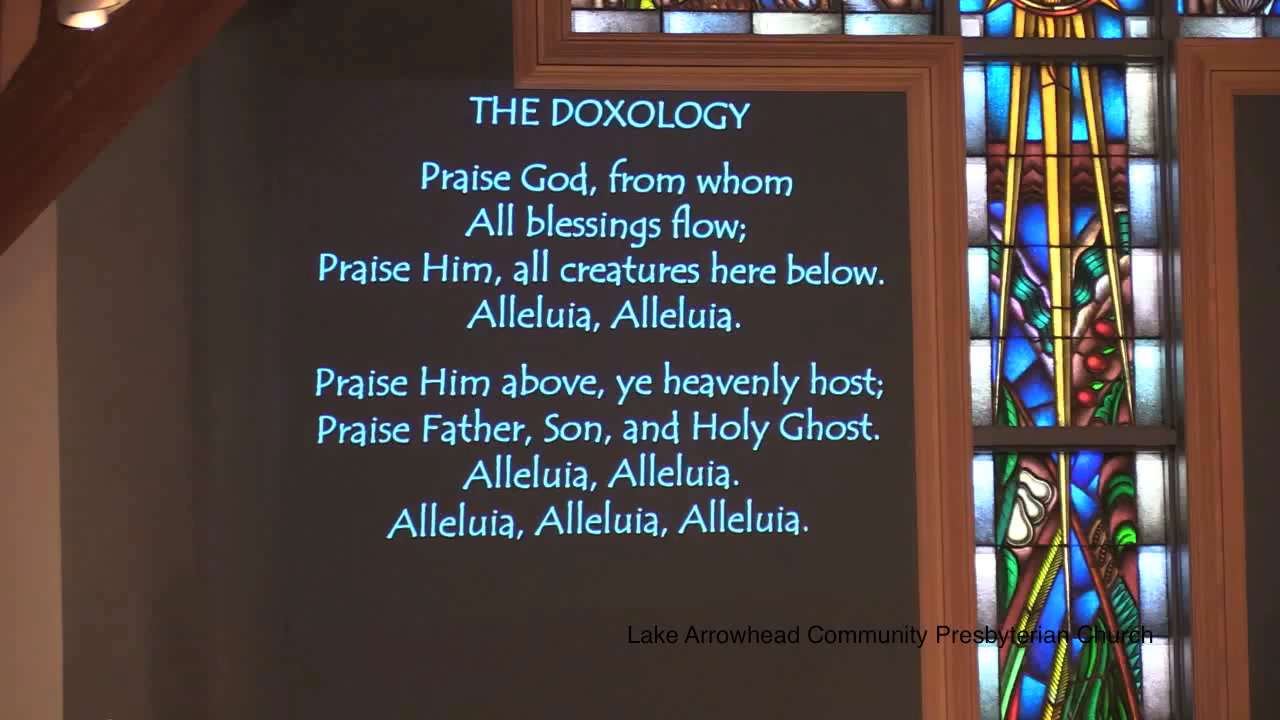 THE DOXOLOGY
Praise God, from whom
All blessings flow;
Praise Him, all creatures here below.
Alleluia, Alleluia.
Praise Him above, ye heavenly host;
Praise Father, Son, and Holy Ghost.
Alleluia, Alleluia.
Alleluia, Alleluia, Alleluia.
Lake Arrowhead Community Presbyterian Church